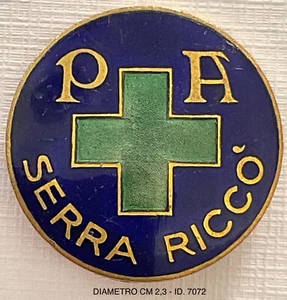 P A
SERRA RICCÒ
DIAMETRO CM 2,3 - ID. 7072